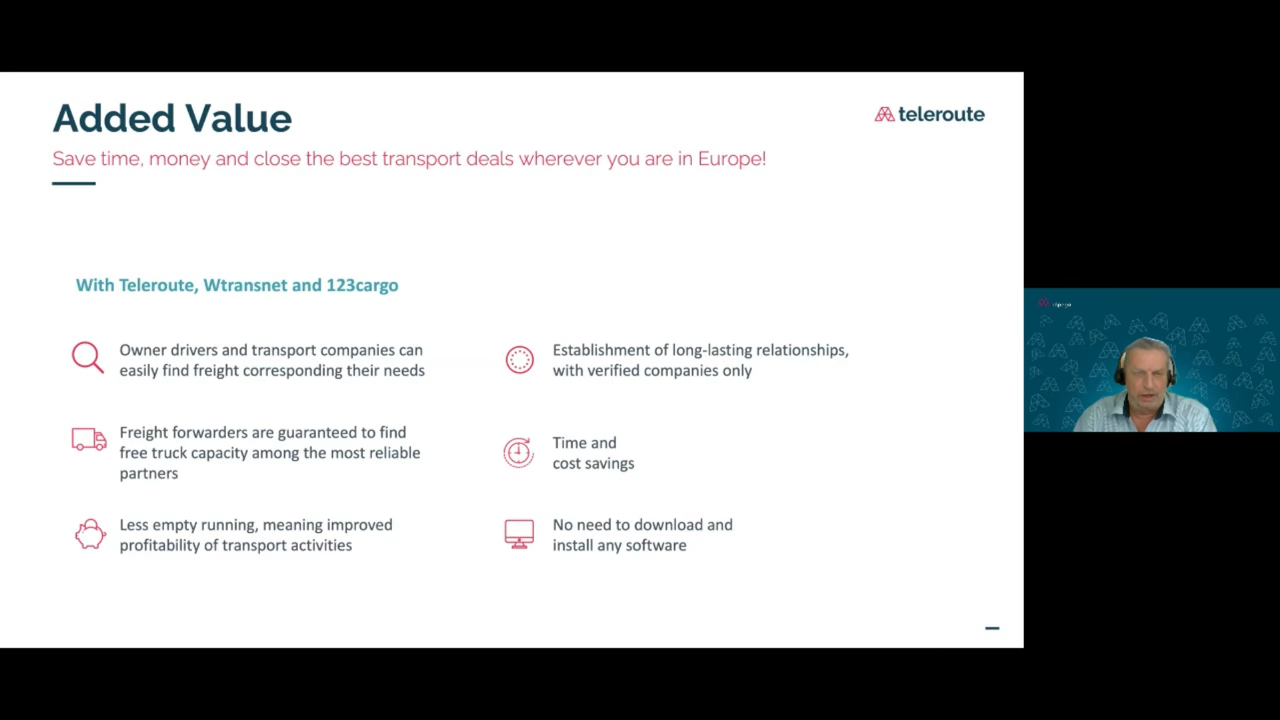 Added Value
teleroute
Save time, money and close the best transport deals wherever you are in Europe!
With Teleroute, Wtransnet and 123cargo
Owner drivers and transport companies can
easily find freight corresponding their needs
Freight forwarders are guaranteed to find
free truck capacity among the most reliable
partners
Less empty running, meaning improved
profitability of transport activities
Establishment of long-lasting relationships,
with verified companies only
Time and
cost savings
No need to download and
install any software